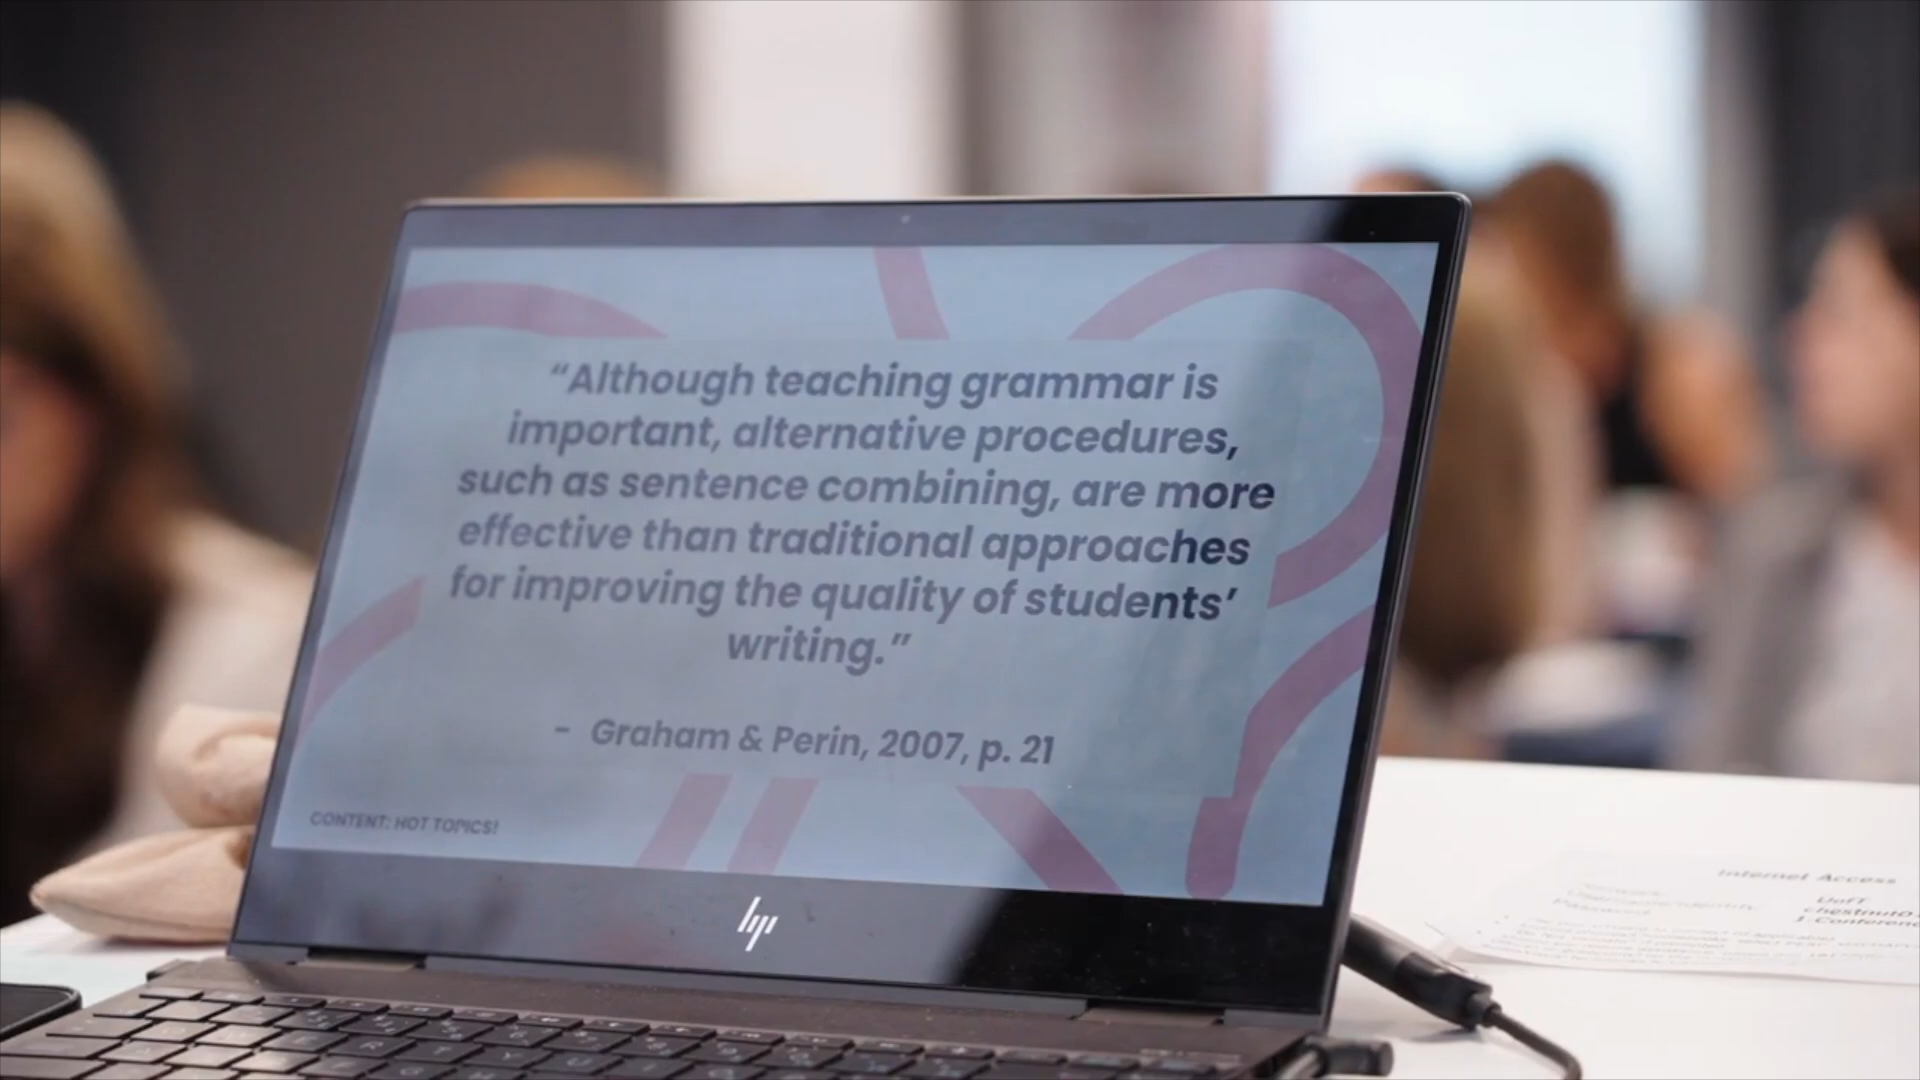 “Although teaching grammar is
important, alternative procedures,
such as sentence combining, are more
effective than traditional approaches
for improving the quality of students’
writing.”
- Graham & Perin, 2007, p. 21
CONTENT: HOT TOPICS!
hp
Internet Access
UofT